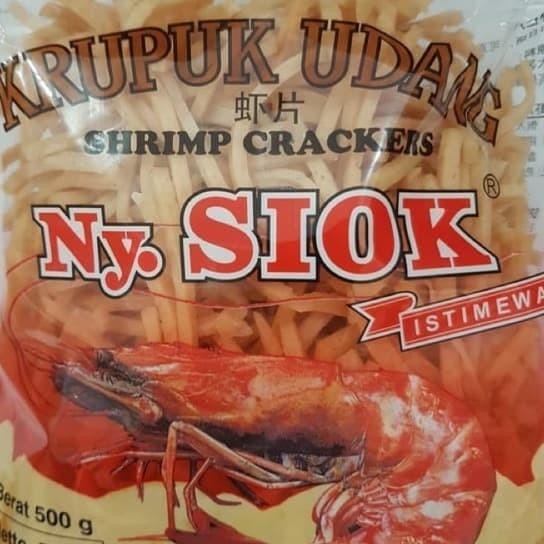 KRUPUK UDANG
虾片
SHRIMP CRACKERS
Ny. SIOK®
ISTIMEWA
Berat 500 g